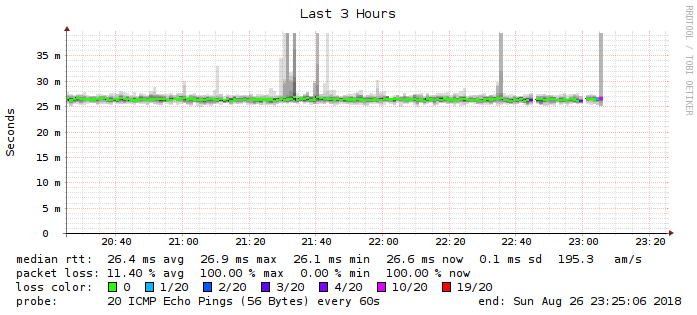 Last 3 Hours
RRDTOOL / TOBI OETIKER
Seconds
35 m
30 m
25 m
20 m
15 m
10 m
5 m
0
20:40 21:00 21:20 21:40 22:00 22:20 22:40 23:00 23:20
median rtt: 26.4 ms avg 26.9 ms max 26.1 ms min 26.6 ms now 0.1 ms sd 195.3 am/s
packet loss: 11.40 % avg 100.00 % max 0.00 % min 100.00 % now
loss color: 0 1/20 2/20 3/20 4/20 10/20 19/20
probe: 20 ICMP Echo Pings (56 Bytes) every 60s end: Sun Aug 26 23:25:06 2018